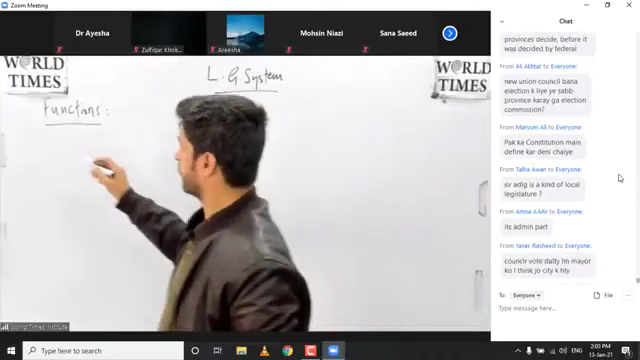 Zoom Meeting
Dr Ayesha
Zulfiqar Khok...
Areesha
Mohsin Niazi
Sana Saeed
WORLD
TIMES
L.G System
WORLD
TIMES
Functions:
World Times Institute
Chat
provinces decide, before it
was decided by federal
From Ali Akhtar to Everyone:
new union council bana
election k liye ye sabb
province karay ga election
commission?
From Maryum Ali to Everyone:
Pak ka Constitution main
define kar deni chaiye
From Talha Awan to Everyone:
sir adlg is a kind of local
legislature ?
From Amna A.Mir to Everyone:
its admin part
From Yaser Rasheed to Everyone:
counclr vote dalty hn mayor
ko I think jo city k hty
To: Everyone
File
Type message here...
Type here to search
2:03 PM
13-Jan-21